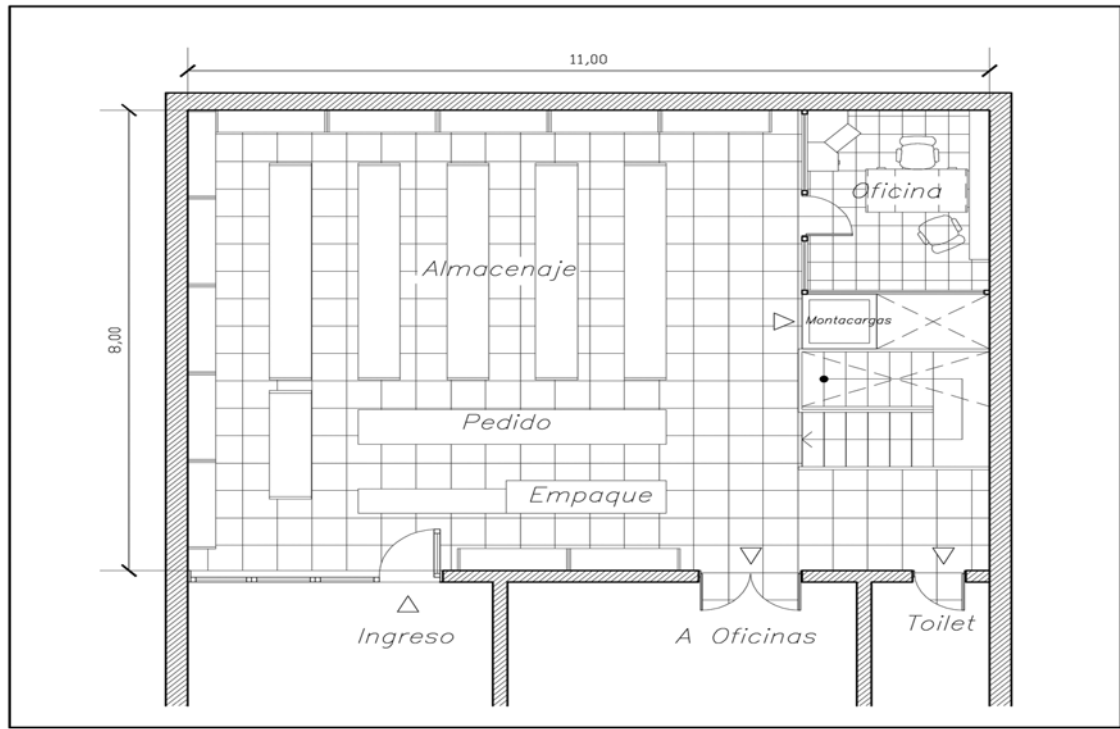 11,00
8,00
Oficina
Almacenaje
Montacargas
Pedido
Empaque
Ingreso
A Oficinas
Toilet